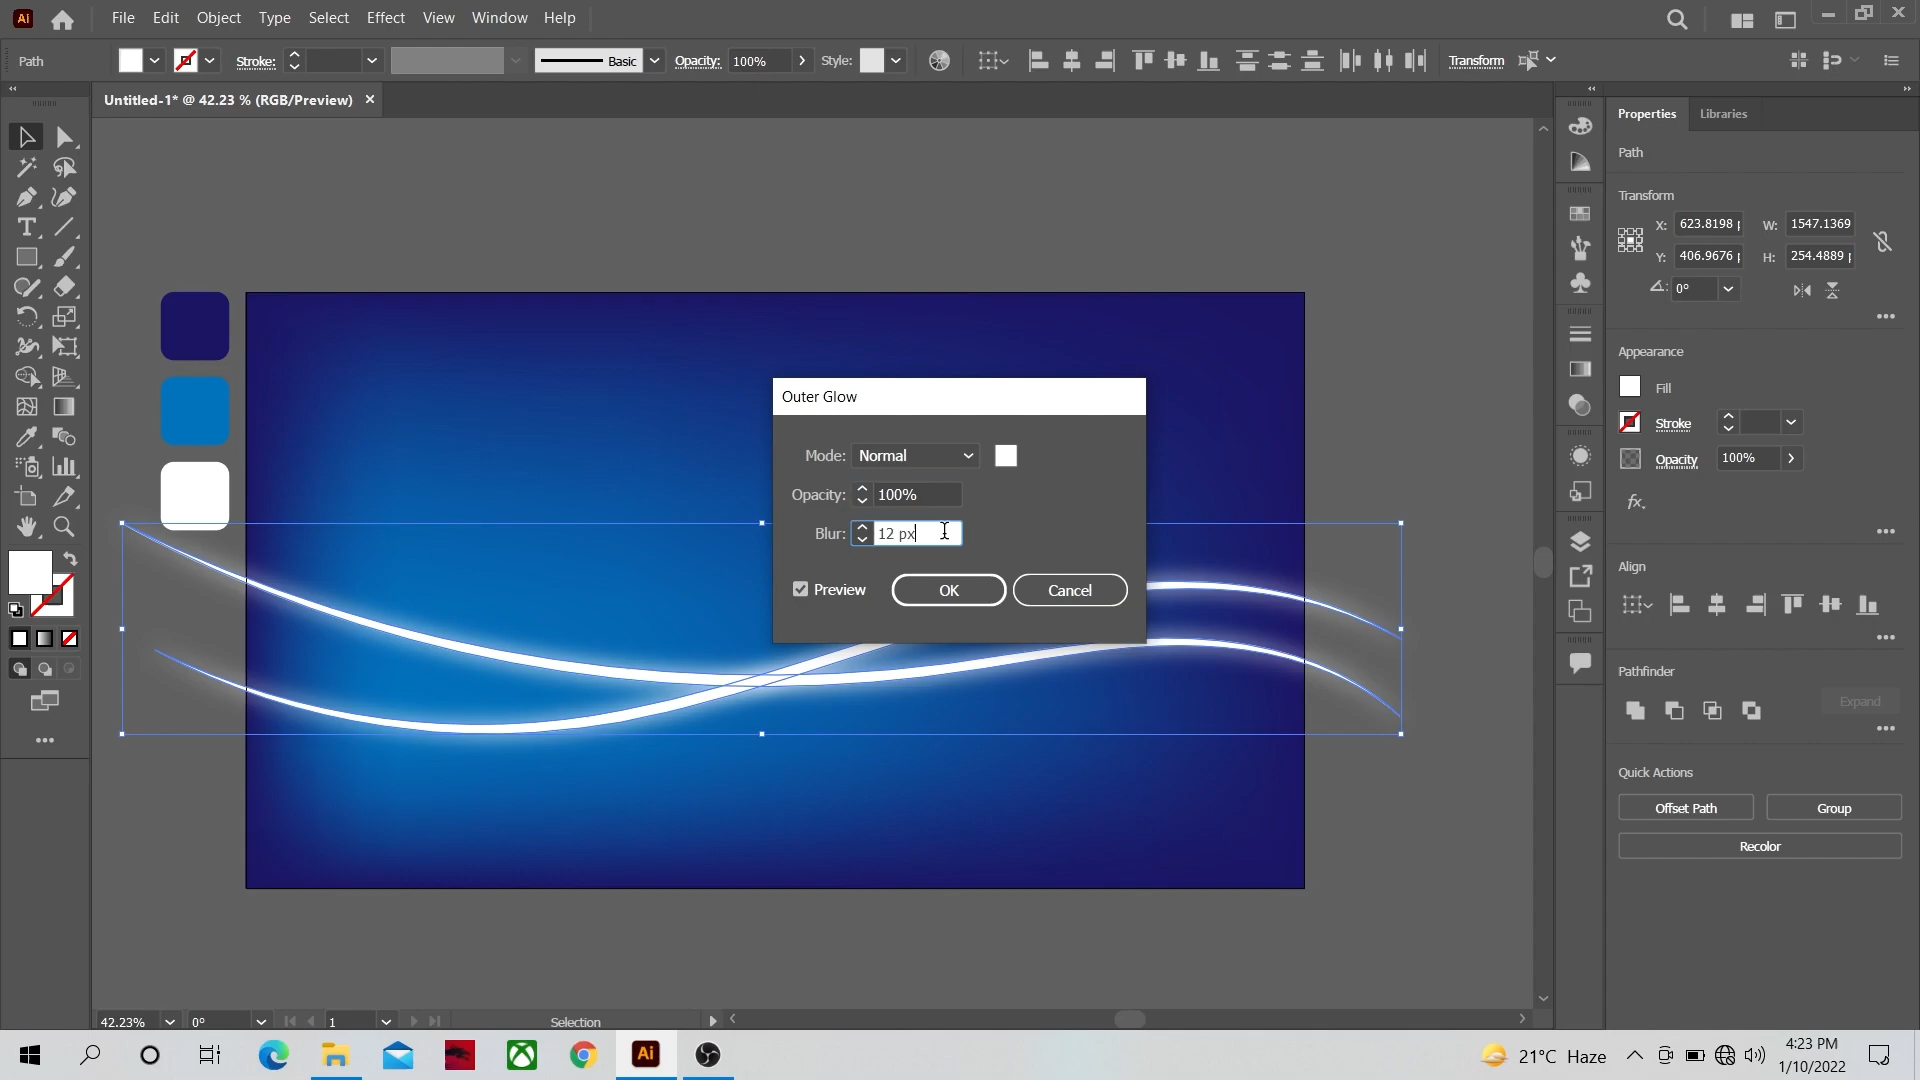 Ai File Edit Object Type Select Effect View Window Help
Path Stroke: Basic Opacity: 100% Style: Transform
Untitled-1* @ 42.23 % (RGB/Preview) ×
Properties Libraries
Path
Transform
X: 623.8198 W: 1547.1369
Y: 406.9676 H: 254.4889
0°
Appearance
Fill
Stroke
Opacity 100%
fx.
Align
Pathfinder
Expand
Quick Actions
Offset Path Group
Recolor
Outer Glow
Mode: Normal
Opacity: 100%
Blur: 12 px
Preview OK Cancel
T
42.23% 0° 1 Selection
Ai 21°C Haze 4:23 PM
1/10/2022